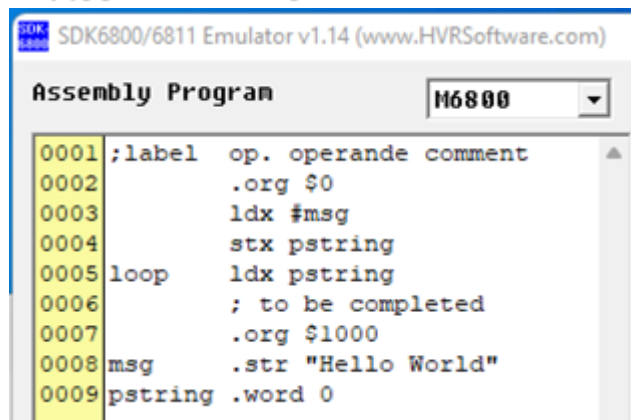 SDK6800/6811 Emulator v1.14 (www.HVRSoftware.com)
Assembly Program M6800
0001 ;label op. operande comment
0002 .org $0
0003 ldx #msg
0004 stx pstring
0005 loop ldx pstring
0006 ; to be completed
0007 .org $1000
0008 msg .str "Hello World"
0009 pstring .word 0